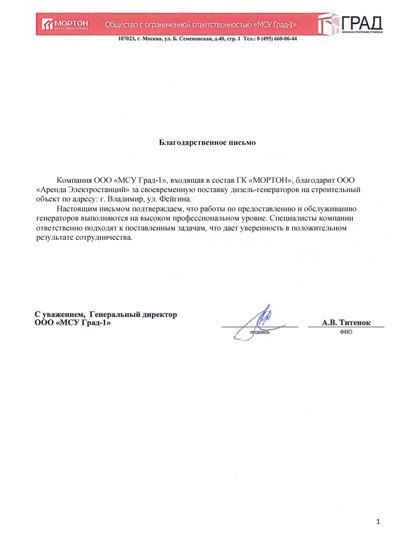 МОРТОН
Общество с ограниченной ответственностью «МСУ Град-1»
ГРАД
107023, г. Москва, ул. Б. Семеновская, д.40, стр. 1 Тел.: 8 (495) 660-06-44
Благодарственное письмо
Компания ООО «МСУ Град-1», входящая в состав ГК «МОРТОН», благодарит ООО
«Аренда Электростанций» за своевременную поставку дизель-генераторов на строительный
объект по адресу: г. Владимир, ул. Фейгина.
Настоящим письмом подтверждаем, что работы по предоставлению и обслуживанию
генераторов выполняются на высоком профессиональном уровне. Специалисты компании
ответственно подходят к поставленным задачам, что дает уверенность в положительном
результате сотрудничества.
С уважением, Генеральный директор
ООО «МСУ Град-1»
А.В. Титенок
подпись
ФИО
1